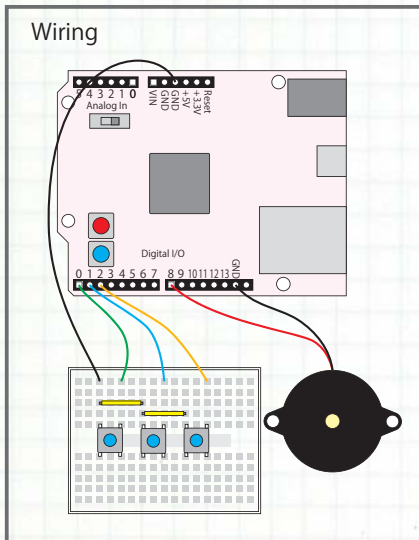 Wiring
5 4 3 2 1 0
VIN
GND
GND
+5V
+3.3V
Reset
Analog In
Digital I/O
0 1 2 3 4 5 6 7
8 9 10 11 12 13 GND